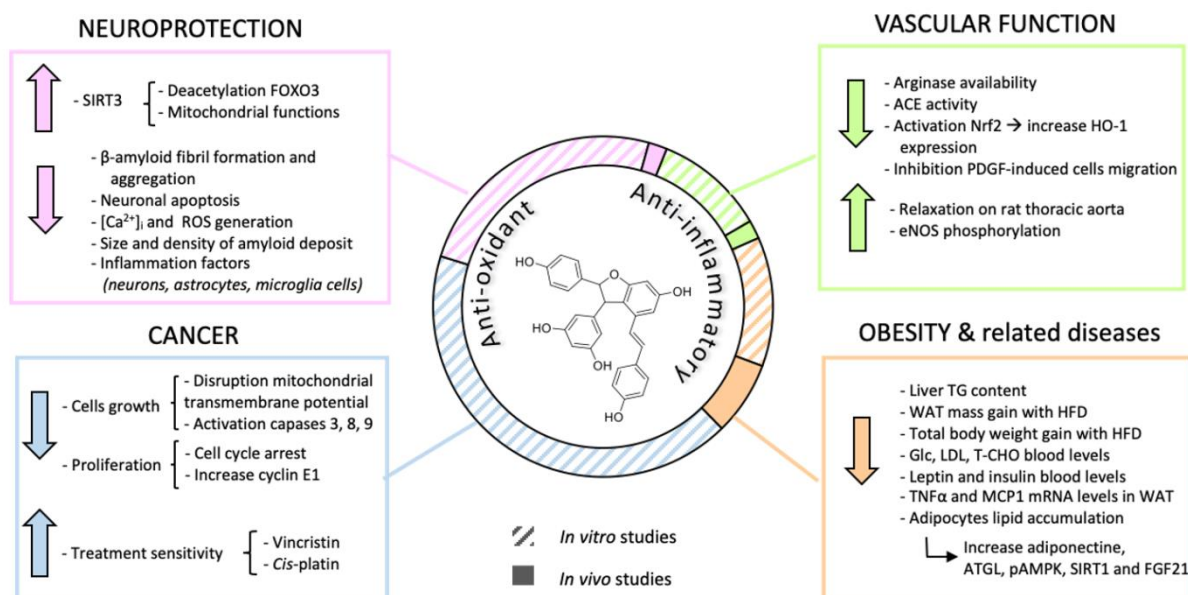 NEUROPROTECTION
- SIRT3
- Deacetylation FOXO3
- Mitochondrial functions
- β-amyloid fibril formation and
aggregation
- Neuronal apoptosis
- [Ca²⁺]ᵢ and ROS generation
- Size and density of amyloid deposit
- Inflammation factors
(neurons, astrocytes, microglia cells)
VASCULAR FUNCTION
- Arginase availability
- ACE activity
- Activation Nrf2 → increase HO-1
expression
- Inhibition PDGF-induced cells migration
- Relaxation on rat thoracic aorta
- eNOS phosphorylation
Anti-oxidant
Anti-inflammatory
HO
O
OH
HO
OH
HO
CANCER
- Cells growth
- Disruption mitochondrial
transmembrane potential
- Activation capases 3, 8, 9
- Proliferation
- Cell cycle arrest
- Increase cyclin E1
- Treatment sensitivity
- Vincristin
- Cis-platin
OBESITY & related diseases
- Liver TG content
- WAT mass gain with HFD
- Total body weight gain with HFD
- Glc, LDL, T-CHO blood levels
- Leptin and insulin blood levels
- TNFα and MCP1 mRNA levels in WAT
- Adipocytes lipid accumulation
Increase adiponectine,
ATGL, pAMPK, SIRT1 and FGF21
In vitro studies
In vivo studies